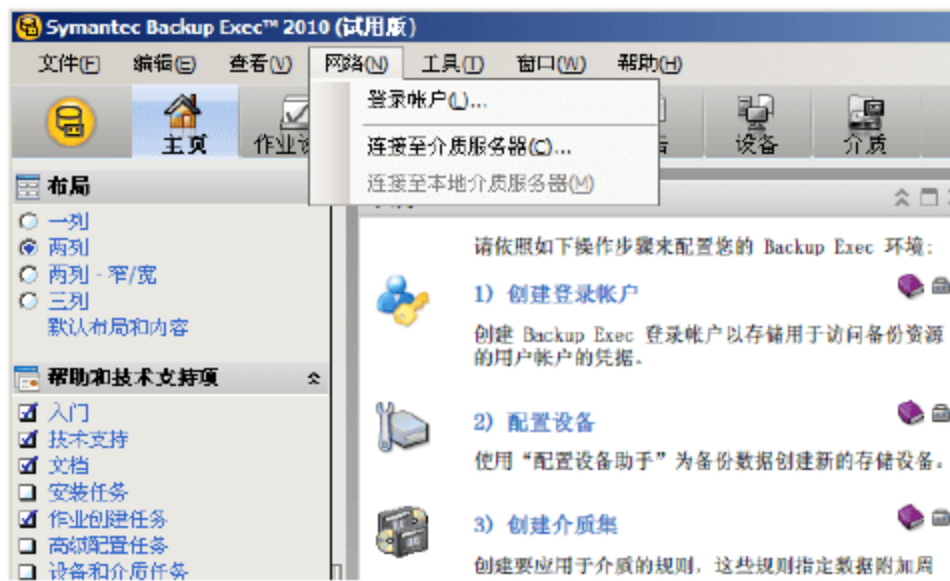 Symantec Backup Exec™ 2010 (试用版)
文件(F) 编辑(E) 查看(V) 网络(N) 工具(T) 窗口(W) 帮助(H)
登录帐户(L)...
连接至介质服务器(C)...
连接至本地介质服务器(M)
主页 作业 设备 介质
布局
一列
两列
两列 - 窄/宽
三列
默认布局和内容
帮助和技术支持项
入门
技术支持
文档
安装任务
作业创建任务
高级配置任务
设备和介质任务
请依照如下操作步骤来配置您的 Backup Exec 环境:
1) 创建登录帐户
创建 Backup Exec 登录帐户以存储用于访问备份资源
的用户帐户的凭据。
2) 配置设备
使用“配置设备助手”为备份数据创建新的存储设备。
3) 创建介质集
创建要应用于介质的规则, 这些规则指定数据附加周